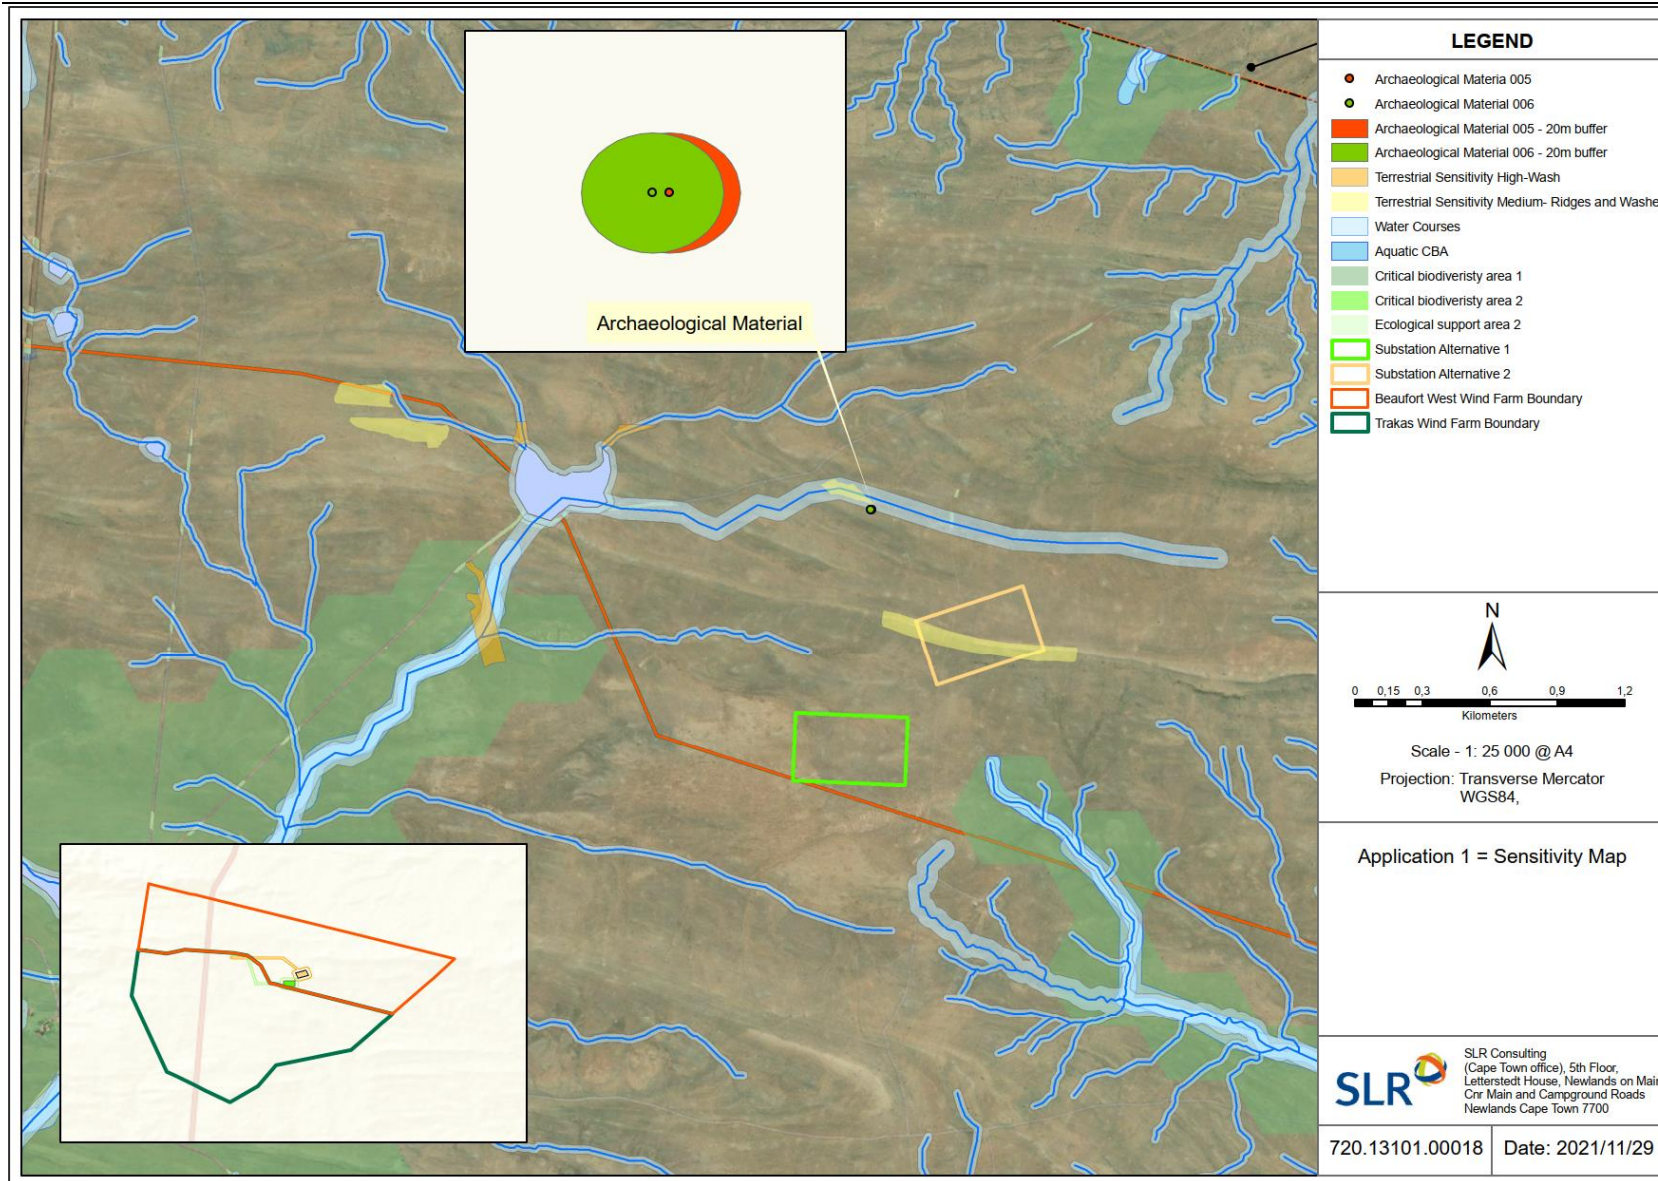 Archaeological Material
LEGEND
Archaeological Materia 005
Archaeological Material 006
Archaeological Material 005 - 20m buffer
Archaeological Material 006 - 20m buffer
Terrestrial Sensitivity High-Wash
Terrestrial Sensitivity Medium- Ridges and Washe
Water Courses
Aquatic CBA
Critical biodiveristy area 1
Critical biodiveristy area 2
Ecological support area 2
Substation Alternative 1
Substation Alternative 2
Beaufort West Wind Farm Boundary
Trakas Wind Farm Boundary
N
0 0,15 0,3 0,6 0,9 1,2
Kilometers
Scale - 1: 25 000 @ A4
Projection: Transverse Mercator
WGS84,
Application 1 = Sensitivity Map
SLR
SLR Consulting
(Cape Town office), 5th Floor,
Letterstedt House, Newlands on Main
Cnr Main and Campground Roads
Newlands Cape Town 7700
720.13101.00018
Date: 2021/11/29